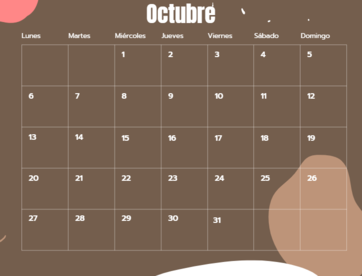 Octubre
Lunes Martes Miércoles Jueves Viernes Sábado Domingo
1 2 3 4 5
6 7 8 9 10 11 12
13 14 15 16 17 18 19
20 21 22 23 24 25 26
27 28 29 30 31